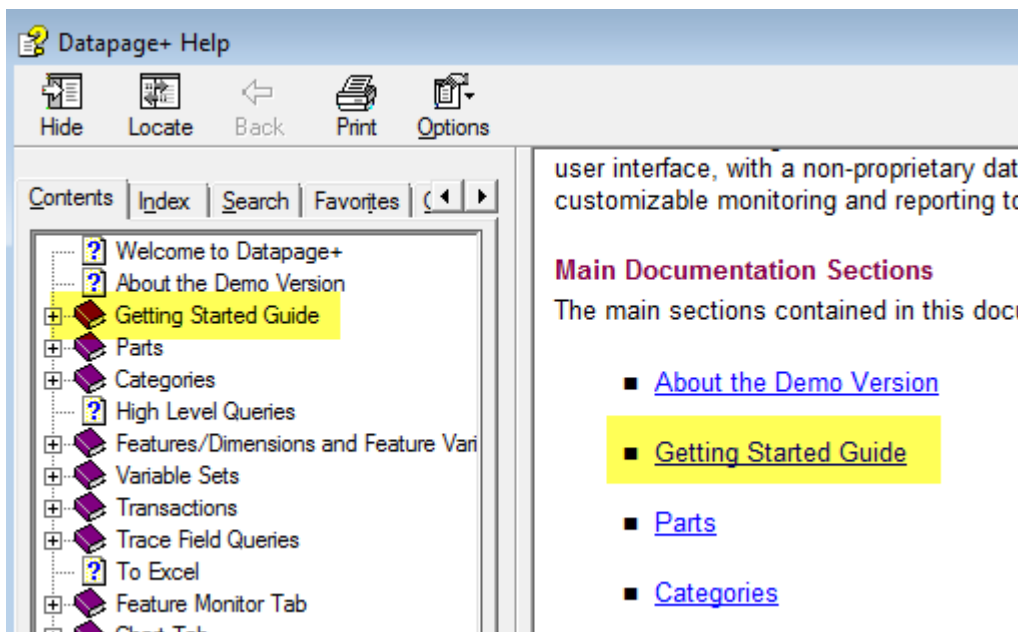 Datapage+ Help
Hide Locate Back Print Options
Contents Index Search Favorites
Welcome to Datapage+
About the Demo Version
Getting Started Guide
Parts
Categories
High Level Queries
Features/Dimensions and Feature Vari
Variable Sets
Transactions
Trace Field Queries
To Excel
Feature Monitor Tab
Chart Tab
user interface, with a non-proprietary dat
customizable monitoring and reporting to
Main Documentation Sections
The main sections contained in this docu
■ About the Demo Version
■ Getting Started Guide
■ Parts
■ Categories